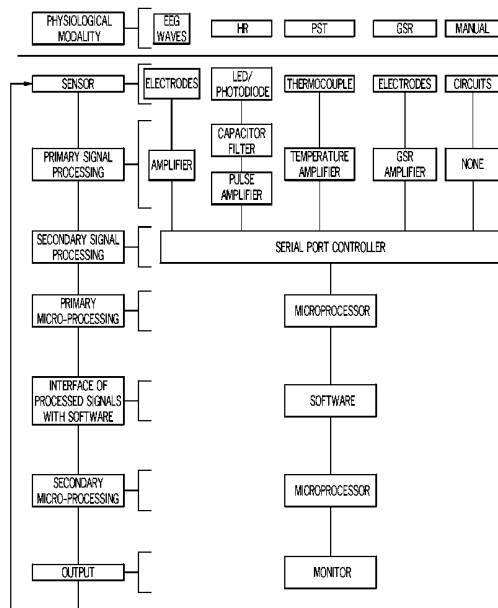 PHYSIOLOGICAL
MODALITY
EEG
WAVES
HR
PST
GSR
MANUAL
SENSOR
ELECTRODES
LED/
PHOTODIODE
THERMOCOUPLE
ELECTRODES
CIRCUITS
CAPACITOR
FILTER
PRIMARY SIGNAL
PROCESSING
AMPLIFIER
PULSE
AMPLIFIER
TEMPERATURE
AMPLIFIER
GSR
AMPLIFIER
NONE
SECONDARY SIGNAL
PROCESSING
SERIAL PORT CONTROLLER
PRIMARY
MICRO-PROCESSING
MICROPROCESSOR
INTERFACE OF
PROCESSED SIGNALS
WITH SOFTWARE
SOFTWARE
SECONDARY
MICRO-PROCESSING
MICROPROCESSOR
OUTPUT
MONITOR